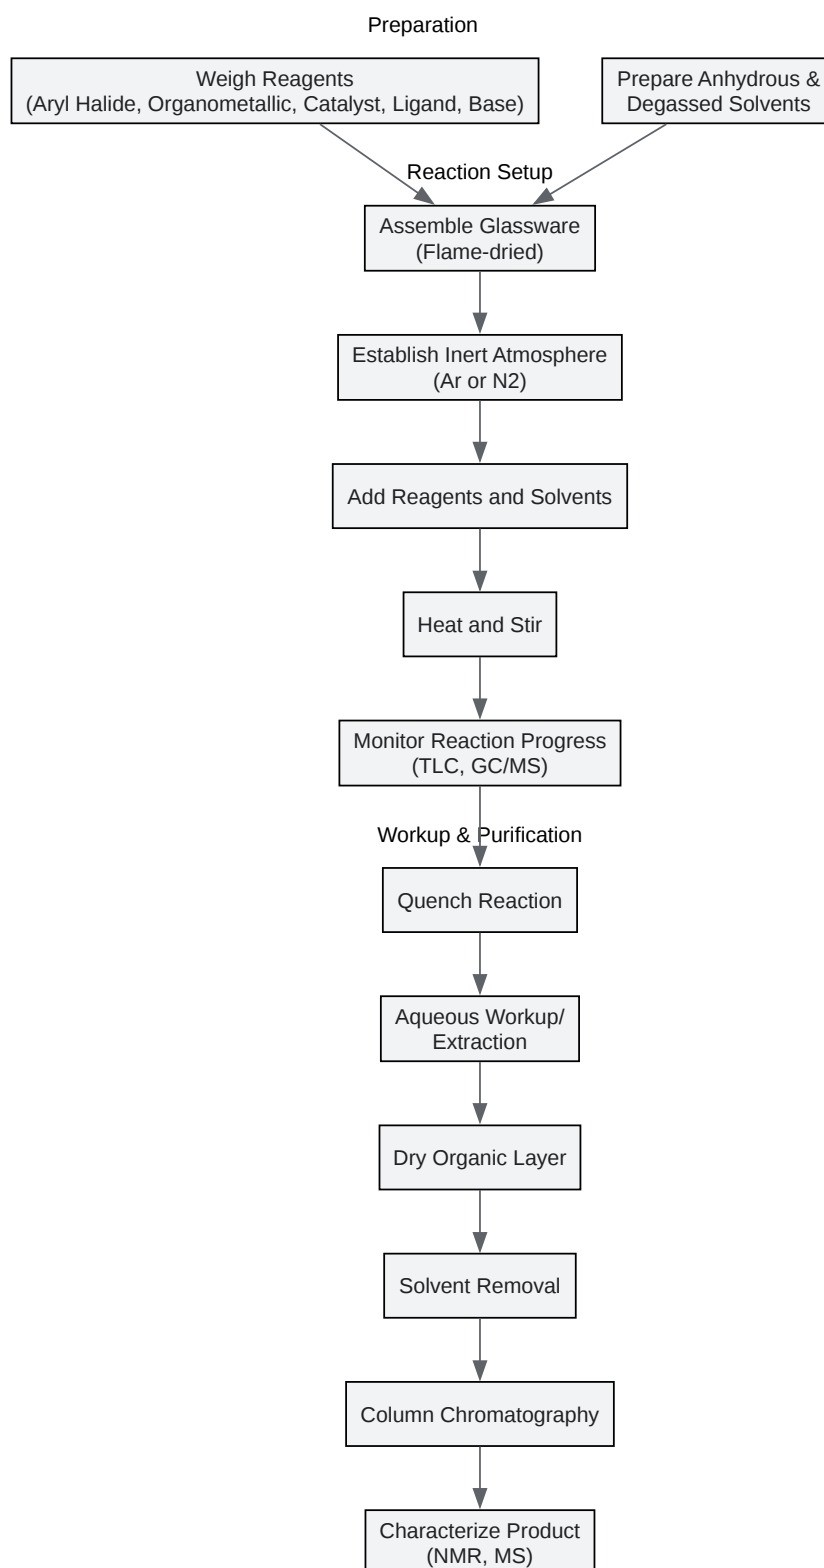 Preparation
Weigh Reagents
(Aryl Halide, Organometallic, Catalyst, Ligand, Base)
Prepare Anhydrous &
Degassed Solvents
Reaction Setup
Assemble Glassware
(Flame-dried)
Establish Inert Atmosphere
(Ar or N2)
Add Reagents and Solvents
Heat and Stir
Monitor Reaction Progress
(TLC, GC/MS)
Workup & Purification
Quench Reaction
Aqueous Workup/
Extraction
Dry Organic Layer
Solvent Removal
Column Chromatography
Characterize Product
(NMR, MS)